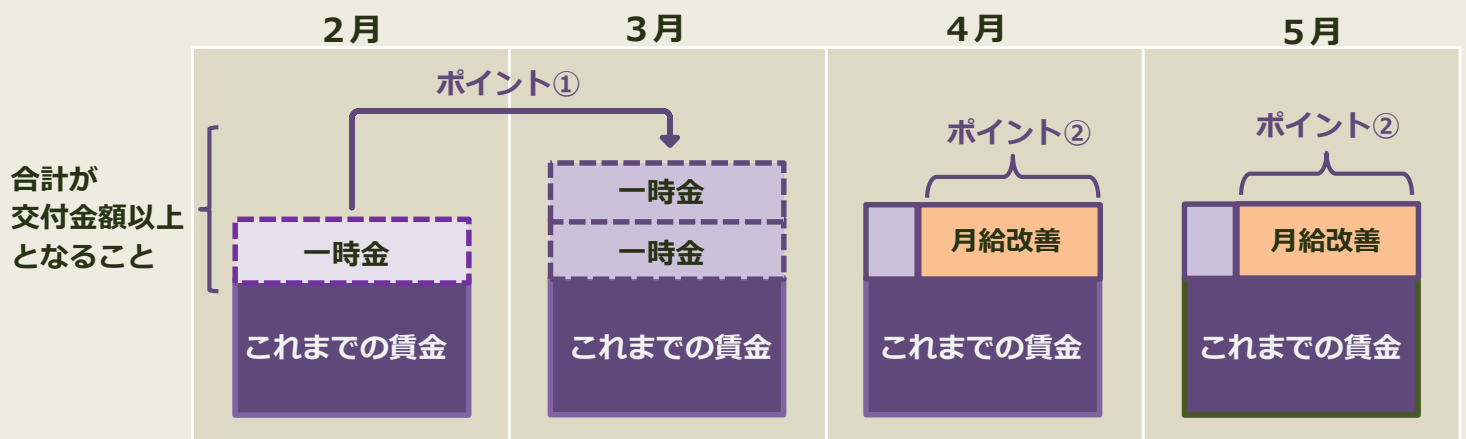 2月
3月
4月
5月
ポイント①
ポイント②
ポイント②
合計が
交付金額以上
となること
一時金
一時金
一時金
月給改善
月給改善
これまでの賃金
これまでの賃金
これまでの賃金
これまでの賃金